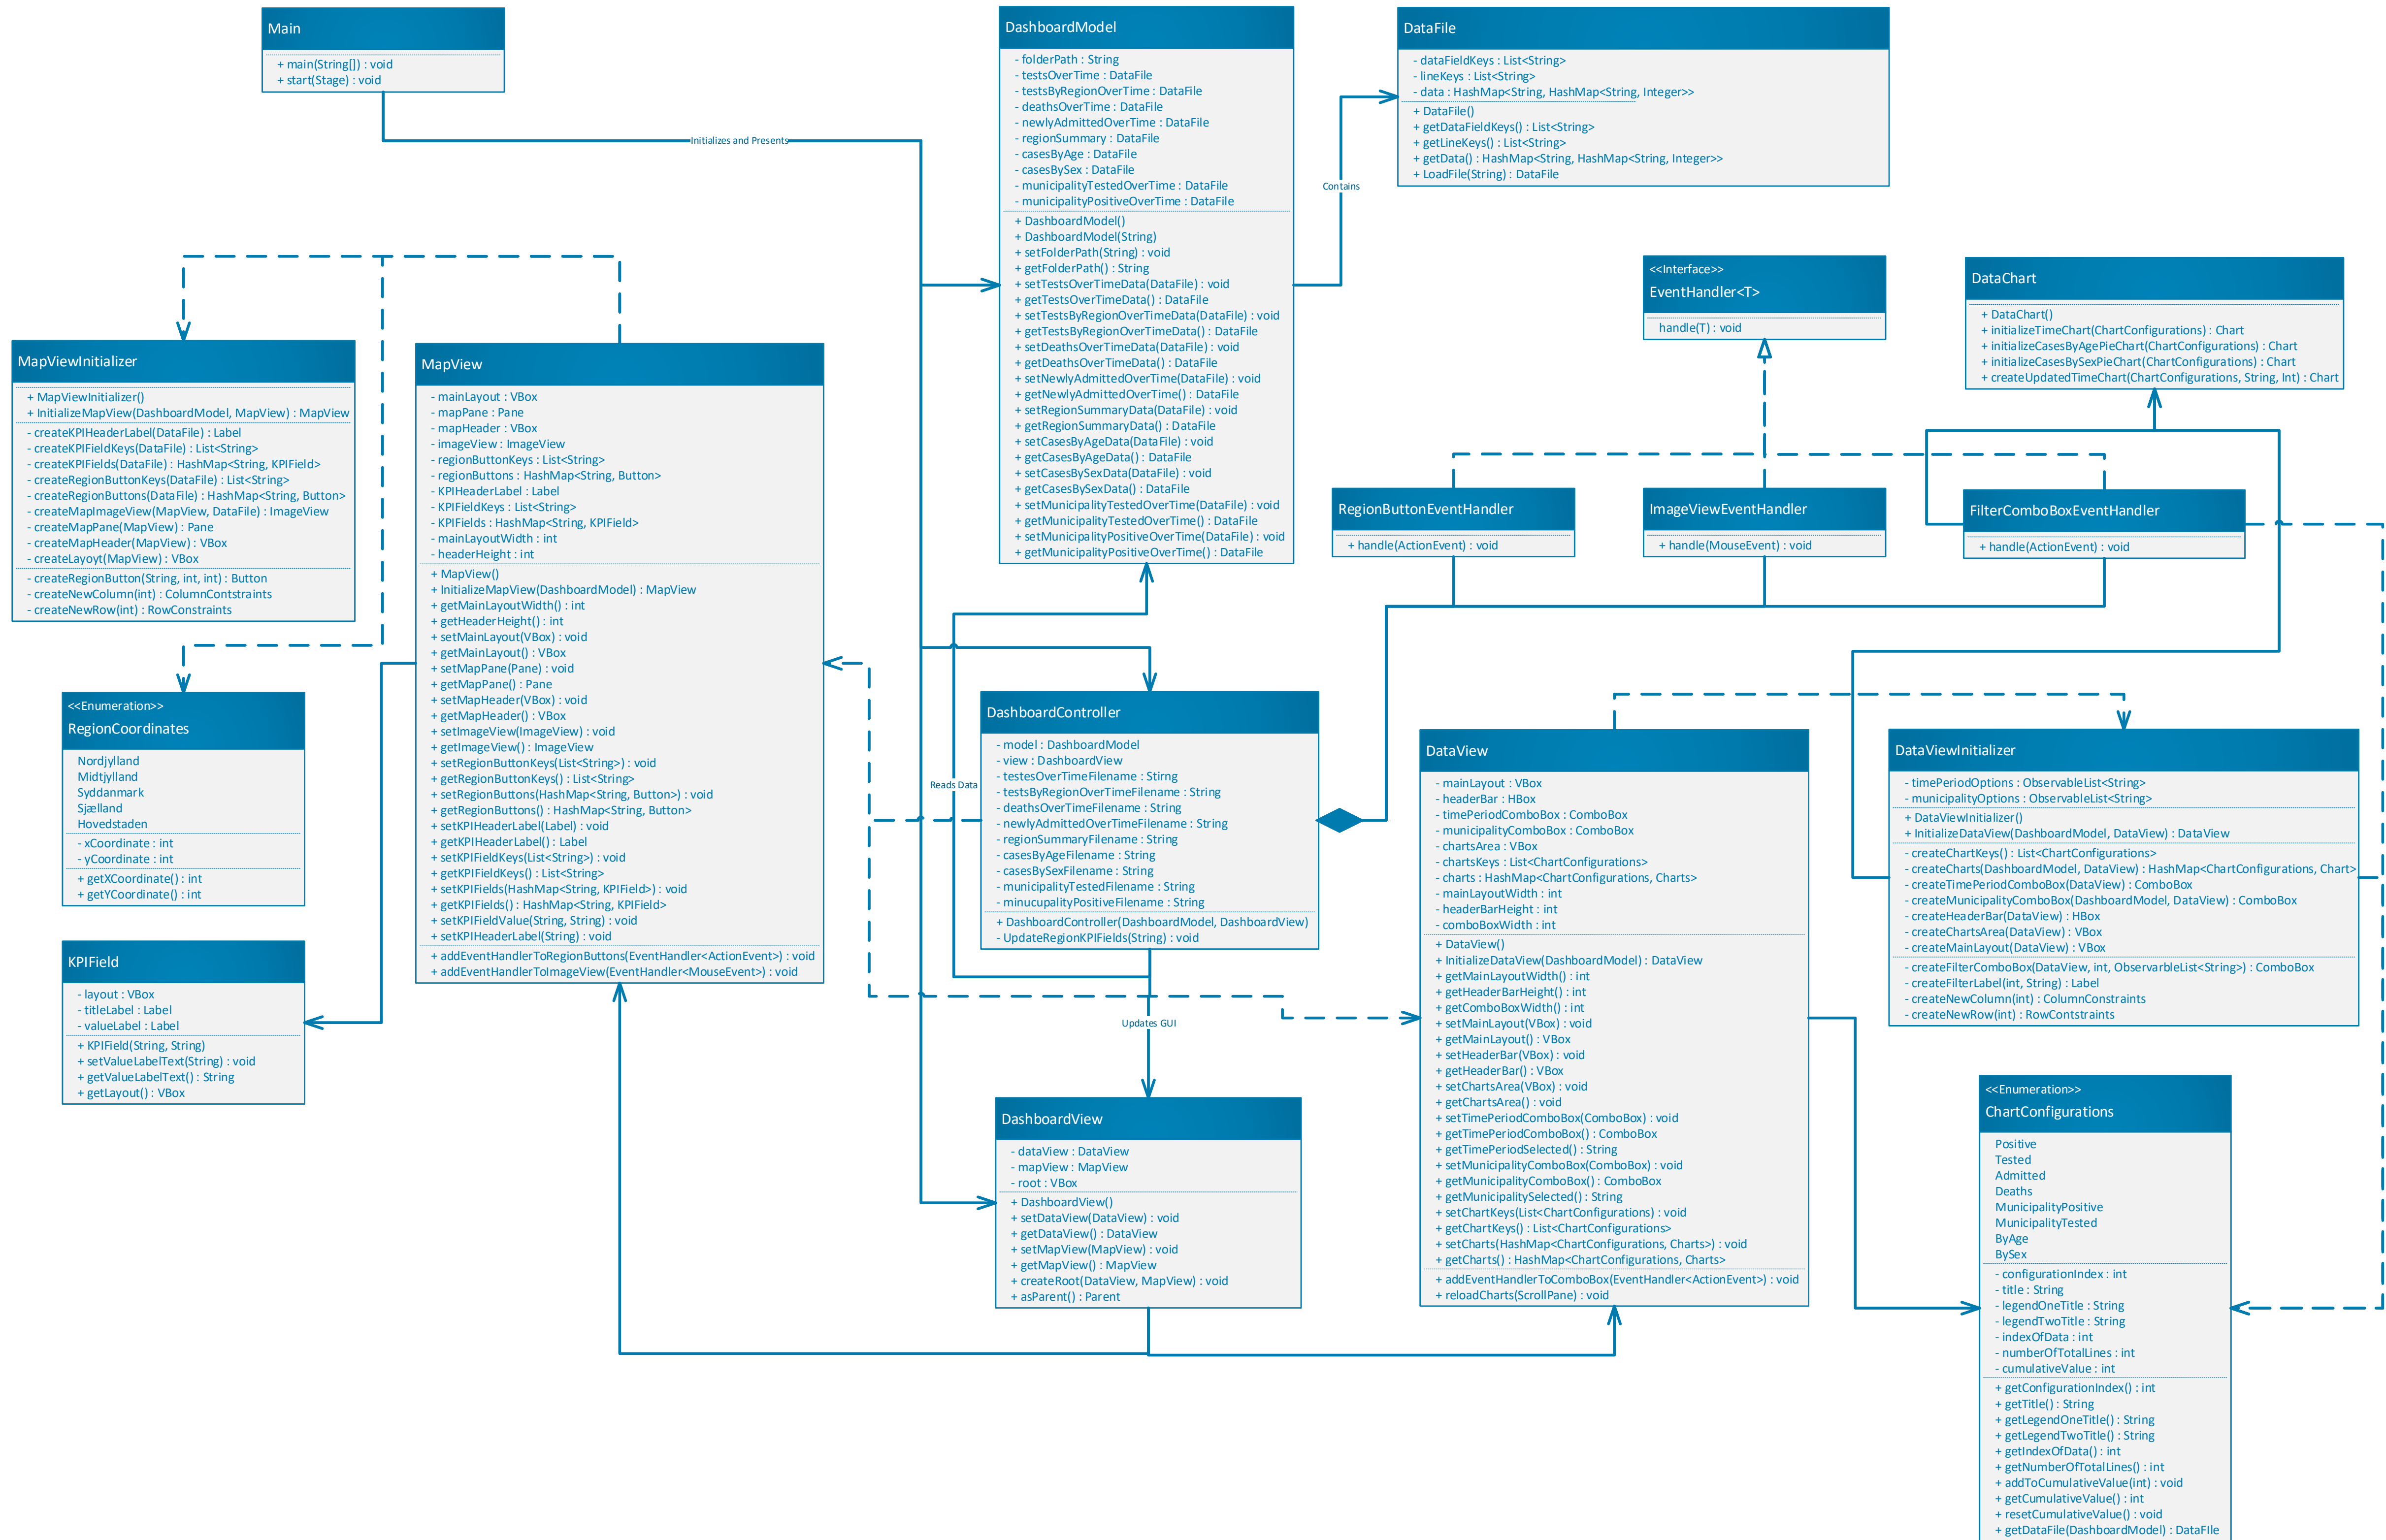 Main
+ main(String[]) : void
+ start(Stage) : void
Initializes and Presents
DashboardModel
- folderPath : String
- testsOverTime : DataFile
- testsByRegionOverTime : DataFile
- deathsOverTime : DataFile
- newlyAdmittedOverTime : DataFile
- regionSummary : DataFile
- casesByAge : DataFile
- casesBySex : DataFile
- municipalityTestedOverTime : DataFile
- municipalityPositiveOverTime : DataFile
+ DashboardModel()
+ DashboardModel(String)
+ setFolderPath(String) : void
+ getFolderPath() : String
+ setTestsOverTimeData(DataFile) : void
+ getTestsOverTimeData() : DataFile
+ setTestsByRegionOverTimeData(DataFile) : void
+ getTestsByRegionOverTimeData() : DataFile
+ setDeathsOverTimeData(DataFile) : void
+ getDeathsOverTimeData() : DataFile
+ setNewlyAdmittedOverTime(DataFile) : void
+ getNewlyAdmittedOverTime() : DataFile
+ setRegionSummaryData(DataFile) : void
+ getRegionSummaryData() : DataFile
+ setCasesByAgeData(DataFile) : void
+ getCasesByAgeData() : DataFile
+ setCasesBySexData(DataFile) : void
+ getCasesBySexData() : DataFile
+ setMunicipalityTestedOverTime(DataFile) : void
+ getMunicipalityTestedOverTime() : DataFile
+ setMunicipalityPositiveOverTime(DataFile) : void
+ getMunicipalityPositiveOverTime() : DataFile
Contains
DataFile
- dataFieldKeys : List<String>
- lineKeys : List<String>
- data : HashMap<String, HashMap<String, Integer>>
+ DataFile()
+ getDataFieldKeys() : List<String>
+ getLineKeys() : List<String>
+ getData() : HashMap<String, HashMap<String, Integer>>
+ LoadFile(String) : DataFile
<<Interface>>
EventHandler<T>
handle(T) : void
DataChart
+ DataChart()
+ initializeTimeChart(ChartConfigurations) : Chart
+ initializeCasesByAgePieChart(ChartConfigurations) : Chart
+ initializeCasesBySexPieChart(ChartConfigurations) : Chart
+ createUpdatedTimeChart(ChartConfigurations, String, Int) : Chart
MapViewInitializer
+ MapViewInitializer()
+ InitializeMapView(DashboardModel, MapView) : MapView
- createKPIHeaderLabel(DataFile) : Label
- createKPIFieldKeys(DataFile) : List<String>
- createKPIFields(DataFile) : HashMap<String, KPIField>
- createRegionButtonKeys(DataFile) : List<String>
- createRegionButtons(DataFile) : HashMap<String, Button>
- createMapImageView(MapView, DataFile) : ImageView
- createMapPane(MapView) : Pane
- createMapHeader(MapView) : VBox
- createLayoyt(MapView) : VBox
- createRegionButton(String, int, int) : Button
- createNewColumn(int) : ColumnContstraints
- createNewRow(int) : RowConstraints
MapView
- mainLayout : VBox
- mapPane : Pane
- mapHeader : VBox
- imageView : ImageView
- regionButtonKeys : List<String>
- regionButtons : HashMap<String, Button>
- KPIHeaderLabel : Label
- KPIFieldKeys : List<String>
- KPIFields : HashMap<String, KPIField>
- mainLayoutWidth : int
- headerHeight : int
+ MapView()
+ InitializeMapView(DashboardModel) : MapView
+ getMainLayoutWidth() : int
+ getHeaderHeight() : int
+ setMainLayout(VBox) : void
+ getMainLayout() : VBox
+ setMapPane(Pane) : void
+ getMapPane() : Pane
+ setMapHeader(VBox) : void
+ getMapHeader() : VBox
+ setImageView(ImageView) : void
+ getImageView() : ImageView
+ setRegionButtonKeys(List<String>) : void
+ getRegionButtonKeys() : List<String>
+ setRegionButtons(HashMap<String, Button>) : void
+ getRegionButtons() : HashMap<String, Button>
+ setKPIHeaderLabel(Label) : void
+ getKPIHeaderLabel() : Label
+ setKPIFieldKeys(List<String>) : void
+ getKPIFieldKeys() : List<String>
+ setKPIFields(HashMap<String, KPIField>) : void
+ getKPIFields() : HashMap<String, KPIField>
+ setKPIFieldValue(String, String) : void
+ setKPIHeaderLabel(String) : void
+ addEventHandlerToRegionButtons(EventHandler<ActionEvent>) : void
+ addEventHandlerToImageView(EventHandler<MouseEvent>) : void
RegionButtonEventHandler
+ handle(ActionEvent) : void
ImageViewEventHandler
+ handle(MouseEvent) : void
FilterComboBoxEventHandler
+ handle(ActionEvent) : void
<<Enumeration>>
RegionCoordinates
Nordjylland
Midtjylland
Syddanmark
Sjælland
Hovedstaden
- xCoordinate : int
- yCoordinate : int
+ getXCoordinate() : int
+ getYCoordinate() : int
KPIField
- layout : VBox
- titleLabel : Label
- valueLabel : Label
+ KPIField(String, String)
+ setValueLabelText(String) : void
+ getValueLabelText() : String
+ getLayout() : VBox
Reads Data
DashboardController
- model : DashboardModel
- view : DashboardView
- testesOverTimeFilename : Stirng
- testsByRegionOverTimeFilename : String
- deathsOverTimeFilename : String
- newlyAdmittedOverTimeFilename : String
- regionSummaryFilename : String
- casesByAgeFilename : String
- casesBySexFilename : String
- municipalityTestedFilename : String
- minucupalityPositiveFilename : String
+ DashboardController(DashboardModel, DashboardView)
- UpdateRegionKPIFields(String) : void
Updates GUI
DashboardView
- dataView : DataView
- mapView : MapView
- root : VBox
+ DashboardView()
+ setDataView(DataView) : void
+ getDataView() : DataView
+ setMapView(MapView) : void
+ getMapView() : MapView
+ createRoot(DataView, MapView) : void
+ asParent() : Parent
DataView
- mainLayout : VBox
- headerBar : HBox
- timePeriodComboBox : ComboBox
- municipalityComboBox : ComboBox
- chartsArea : VBox
- chartsKeys : List<ChartConfigurations>
- charts : HashMap<ChartConfigurations, Charts>
- mainLayoutWidth : int
- headerBarHeight : int
- comboBoxWidth : int
+ DataView()
+ InitializeDataView(DashboardModel) : DataView
+ getMainLayoutWidth() : int
+ getHeaderBarHeight() : int
+ getComboBoxWidth() : int
+ setMainLayout(VBox) : void
+ getMainLayout() : VBox
+ setHeaderBar(VBox) : void
+ getHeaderBar() : VBox
+ setChartsArea(VBox) : void
+ getChartsArea() : void
+ setTimePeriodComboBox(ComboBox) : void
+ getTimePeriodComboBox() : ComboBox
+ getTimePeriodSelected() : String
+ setMunicipalityComboBox(ComboBox) : void
+ getMunicipalityComboBox() : ComboBox
+ getMunicipalitySelected() : String
+ setChartKeys(List<ChartConfigurations) : void
+ getChartKeys() : List<ChartConfigurations>
+ setCharts(HashMap<ChartConfigurations, Charts>) : void
+ getCharts() : HashMap<ChartConfigurations, Charts>
+ addEventHandlerToComboBox(EventHandler<ActionEvent>) : void
+ reloadCharts(ScrollPane) : void
DataViewInitializer
- timePeriodOptions : ObservableList<String>
- municipalityOptions : ObservableList<String>
+ DataViewInitializer()
+ InitializeDataView(DashboardModel, DataView) : DataView
- createChartKeys() : List<ChartConfigurations>
- createCharts(DashboardModel, DataView) : HashMap<ChartConfigurations, Chart>
- createTimePeriodComboBox(DataView) : ComboBox
- createMunicipalityComboBox(DashboardModel, DataView) : ComboBox
- createHeaderBar(DataView) : HBox
- createChartsArea(DataView) : VBox
- createMainLayout(DataView) : VBox
- createFilterComboBox(DataView, int, ObservarbleList<String>) : ComboBox
- createFilterLabel(int, String) : Label
- createNewColumn(int) : ColumnConstraints
- createNewRow(int) : RowContstraints
<<Enumeration>>
ChartConfigurations
Positive
Tested
Admitted
Deaths
MunicipalityPositive
MunicipalityTested
ByAge
BySex
- configurationIndex : int
- title : String
- legendOneTitle : String
- legendTwoTitle : String
- indexOfData : int
- numberOfTotalLines : int
- cumulativeValue : int
+ getConfigurationIndex() : int
+ getTitle() : String
+ getLegendOneTitle() : String
+ getLegendTwoTitle() : String
+ getIndexOfData() : int
+ getNumberOfTotalLines() : int
+ addToCumulativeValue(int) : void
+ getCumulativeValue() : int
+ resetCumulativeValue() : void
+ getDataFile(DashboardModel) : DataFIle